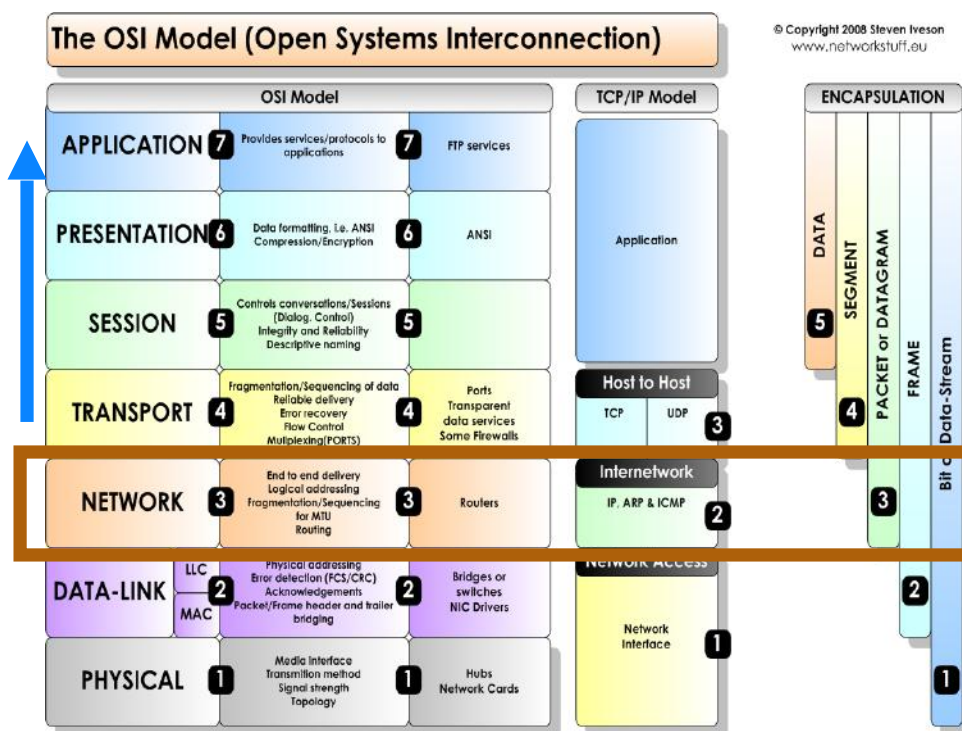 The OSI Model (Open Systems Interconnection)
© Copyright 2008 Steven Iveson
www.networkstuff.eu
OSI Model
TCP/IP Model
ENCAPSULATION
APPLICATION
7
Provides services/protocols to
applications
7
FTP services
PRESENTATION
6
Data formatting, i.e. ANSI
Compression/Encryption
6
ANSI
SESSION
5
Controls conversations/Sessions
(Dialog. Control)
Integrity and Reliability
Descriptive naming
5
TRANSPORT
4
Fragmentation/Sequencing of data
Reliable delivery
Error recovery
Flow Control
Muliplexing(PORTS)
4
Ports
Transparent
data services
Some Firewalls
NETWORK
3
End to end delivery
Logical addressing
Fragmentation/Sequencing
for MTU
Routing
3
Routers
DATA-LINK
LLC
MAC
2
Physical addressing
Error detection (FCS/CRC)
Acknowledgements
Packet/Frame header and trailer
bridging
2
Bridges or
switches
NIC Drivers
PHYSICAL
1
Media Interface
Transmition method
Signal strength
Topology
1
Hubs
Network Cards
Application
Host to Host
TCP
UDP
3
Internetwork
IP, ARP & ICMP
2
Network Access
Network
Interface
1
DATA
5
SEGMENT
4
PACKET or DATAGRAM
3
FRAME
2
Bit or Data-Stream
1